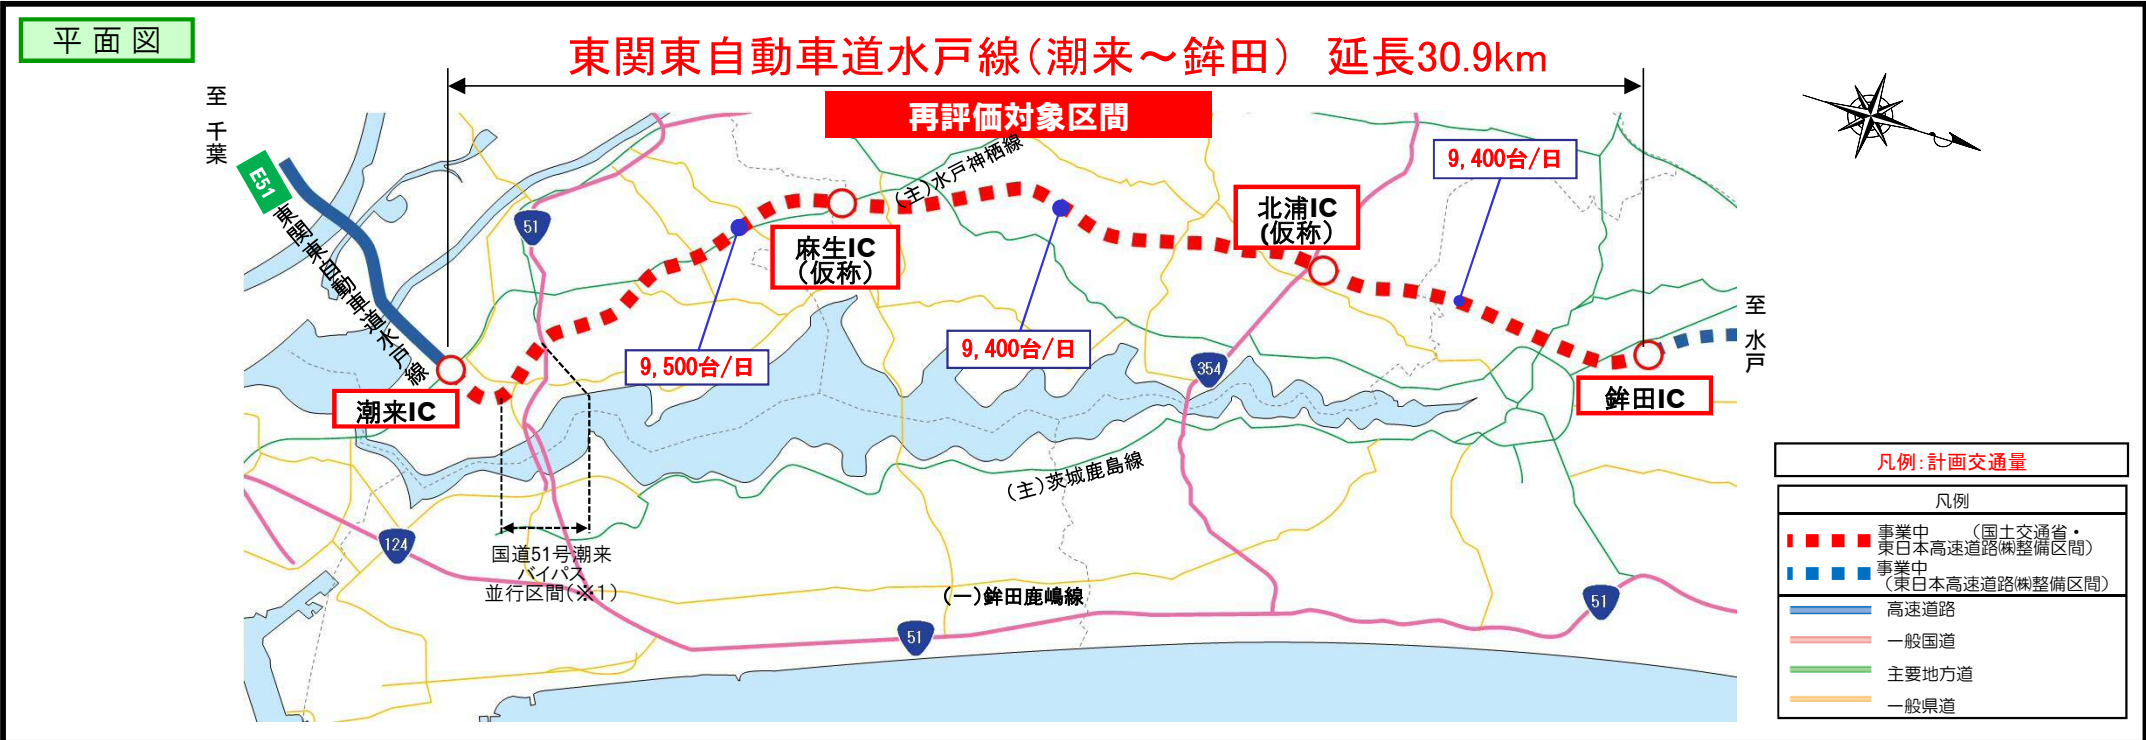 平面図
東関東自動車道水戸線(潮来～鉾田) 延長30.9km
再評価対象区間
至 千葉
E51
東関東自動車道水戸線
51
(主)水戸神栖線
9,400台/日
北浦IC
(仮称)
麻生IC
(仮称)
9,500台/日
9,400台/日
354
至 水戸
潮来IC
鉾田IC
(主)茨城鹿島線
124
国道51号潮来
バイパス
並行区間(※1)
(一)鉾田鹿嶋線
51
51
凡例:計画交通量
凡例
事業中 (国土交通省・
東日本高速道路㈱整備区間)
事業中
(東日本高速道路㈱整備区間)
高速道路
一般国道
主要地方道
一般県道